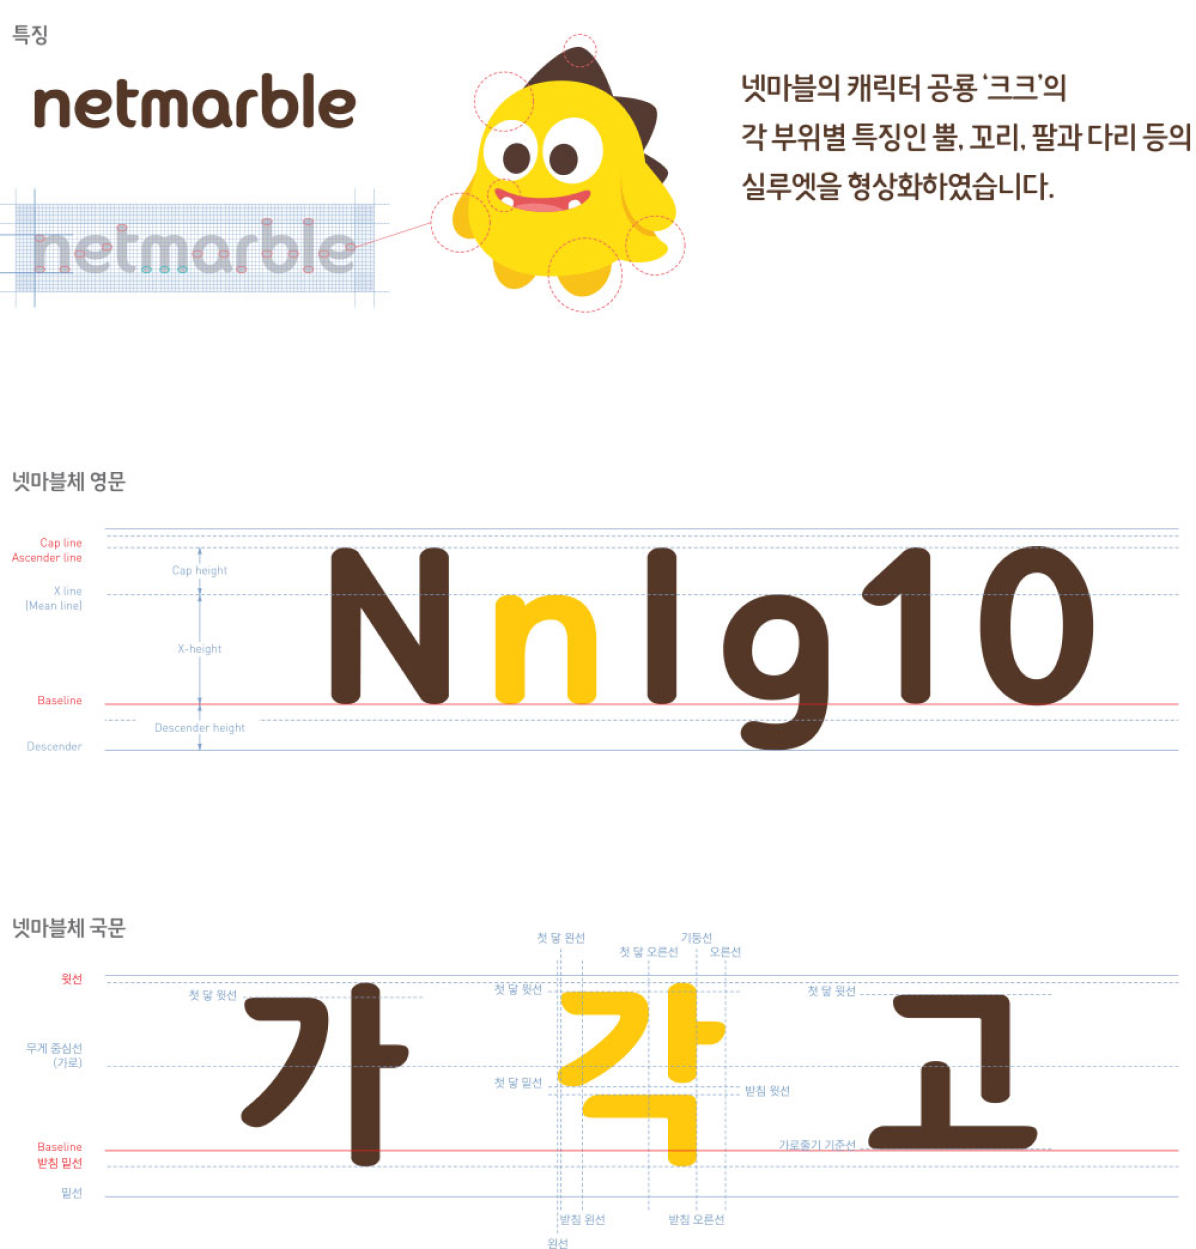 특징
netmarble
넷마블의 캐릭터 공룡 ‘크크’의
각 부위별 특징인 뿔, 꼬리, 팔과 다리 등의
실루엣을 형상화하였습니다.
netmarble
넷마블체 영문
Cap line
Ascender line
Cap height
X line
(Mean line)
X-height
Baseline
Descender height
Descender
Nnlg10
넷마블체 국문
첫 닿 왼선
기둥선
첫 닿 오른선
오른선
윗선
첫 닿 윗선
첫 닿 윗선
첫 닿 윗선
무게 중심선
(가로)
첫 닿 밑선
받침 윗선
가각고
Baseline
가로줄기 기준선
받침 밑선
밑선
받침 왼선
받침 오른선
왼선